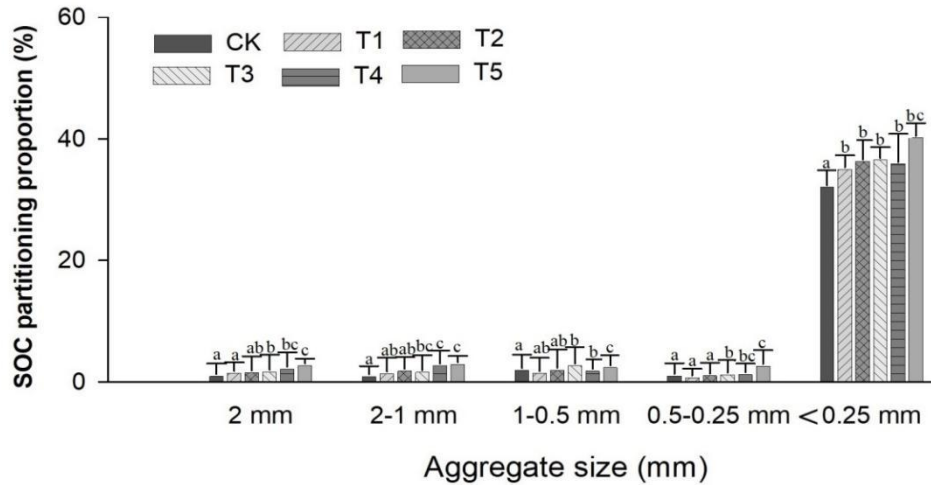 SOC partitioning proportion (%)
60
40
20
0
CK T1 T2
T3 T4 T5
a a ab b bc c
a ab ab bc c c
a ab b b a c
a a a b bc c
a b b b b bc
2 mm 2-1 mm 1-0.5 mm 0.5-0.25 mm <0.25 mm
Aggregate size (mm)